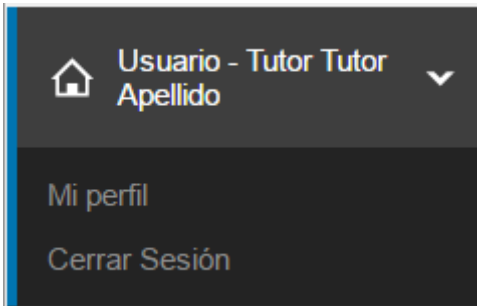 Usuario - Tutor Tutor
Apellido
Mi perfil
Cerrar Sesión